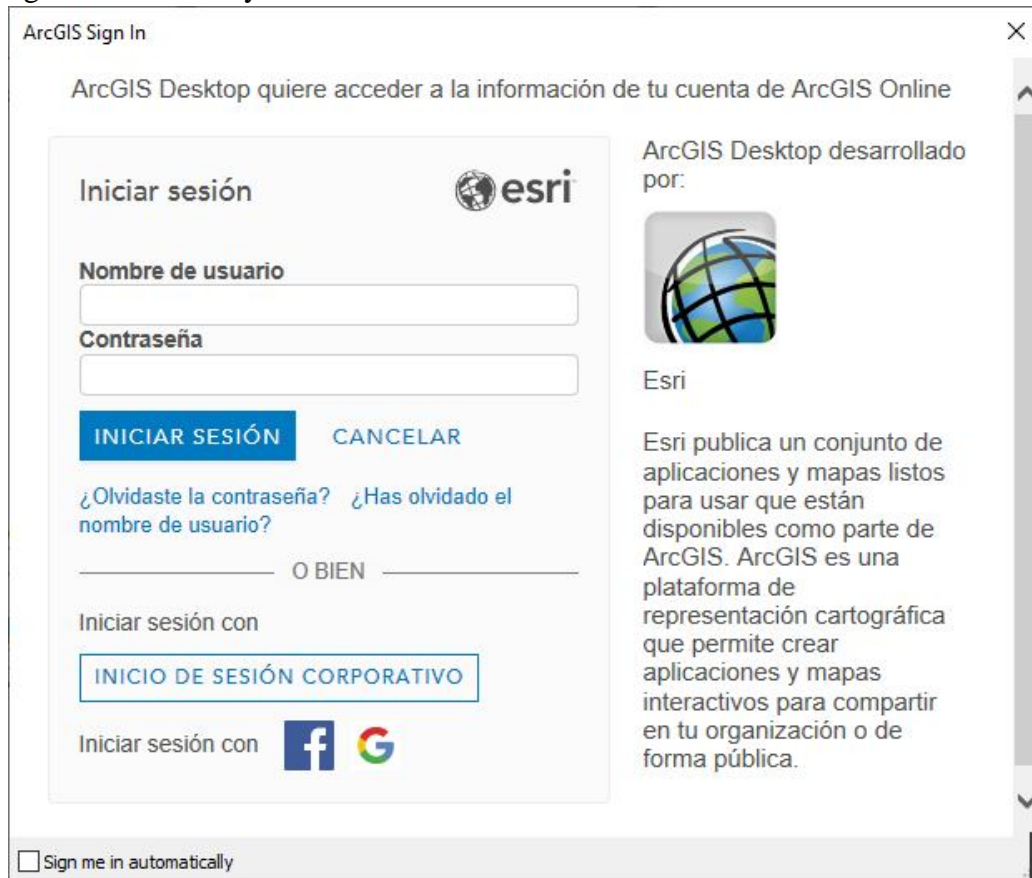 ArcGIS Sign In
ArcGIS Desktop quiere acceder a la información de tu cuenta de ArcGIS Online
Iniciar sesión
esri
Nombre de usuario
Contraseña
INICIAR SESIÓN CANCELAR
¿Olvidaste la contraseña? ¿Has olvidado el
nombre de usuario?
O BIEN
Iniciar sesión con
INICIO DE SESIÓN CORPORATIVO
Iniciar sesión con f G
ArcGIS Desktop desarrollado
por:
Esri
Esri publica un conjunto de
aplicaciones y mapas listos
para usar que están
disponibles como parte de
ArcGIS. ArcGIS es una
plataforma de
representación cartográfica
que permite crear
aplicaciones y mapas
interactivos para compartir
en tu organización o de
forma pública.
Sign me in automatically